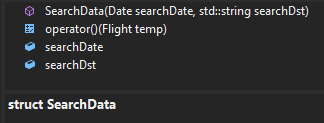 SearchData(Date searchDate, std::string searchDst)
operator()(Flight temp)
searchDate
searchDst
struct SearchData